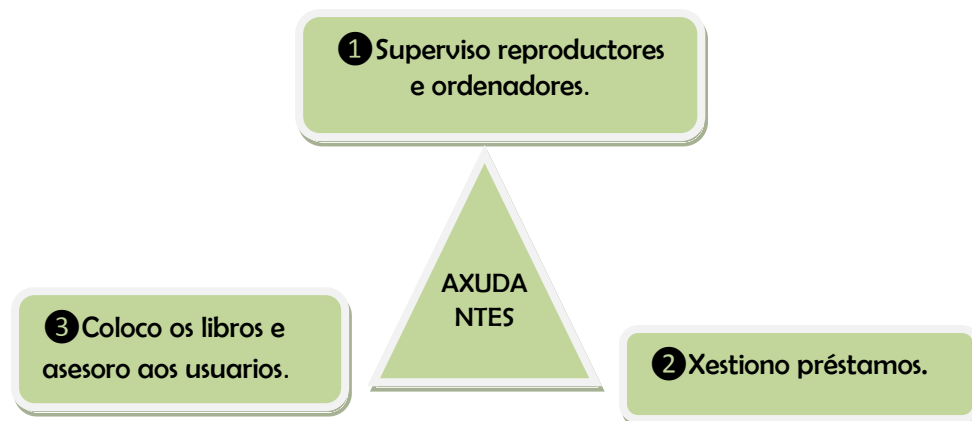 ❶Superviso reproductores
e ordenadores.
AXUDA
NTES
❸Coloco os libros e
asesoro aos usuarios.
❷Xestiono préstamos.